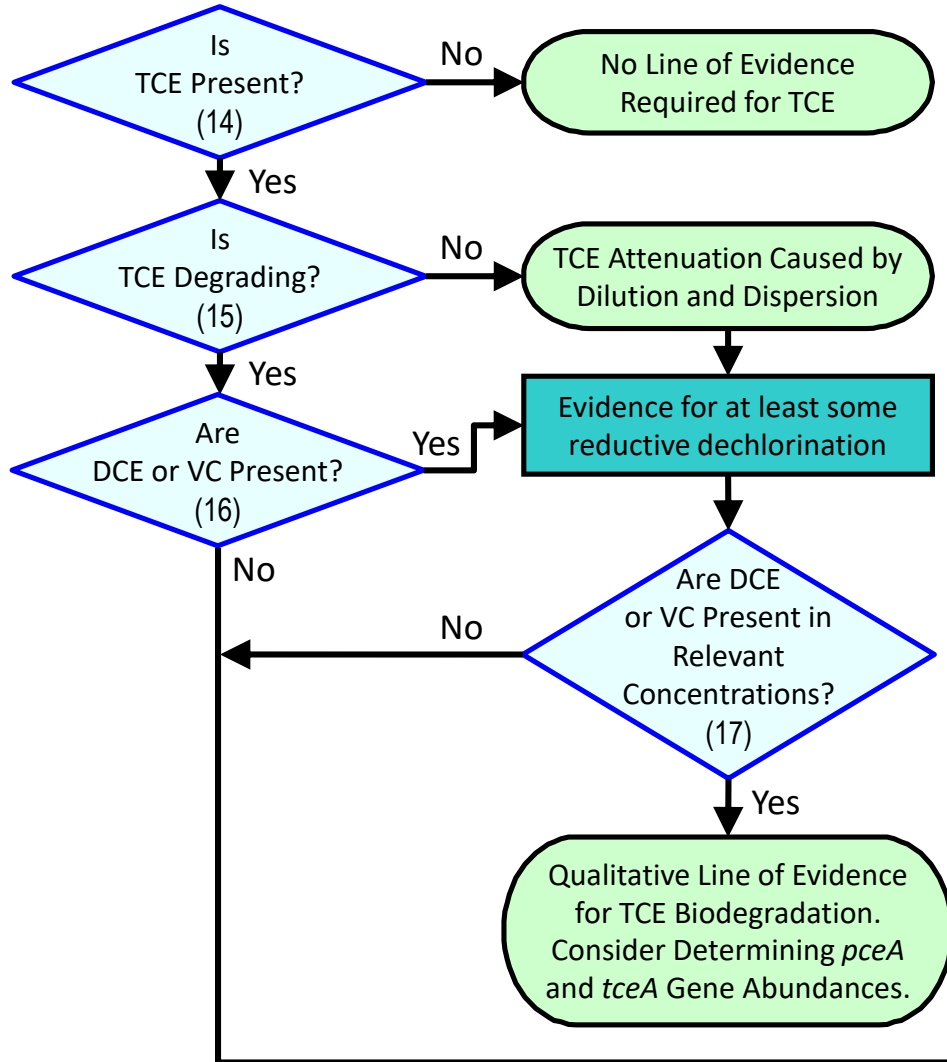 Is
TCE Present?
(14)
No
No Line of Evidence
Required for TCE
Yes
Is
TCE Degrading?
(15)
No
TCE Attenuation Caused by
Dilution and Dispersion
Yes
Are
DCE or VC Present?
(16)
Yes
Evidence for at least some
reductive dechlorination
No
Are DCE
or VC Present in
Relevant
Concentrations?
(17)
No
Yes
Qualitative Line of Evidence
for TCE Biodegradation.
Consider Determining pceA
and tceA Gene Abundances.